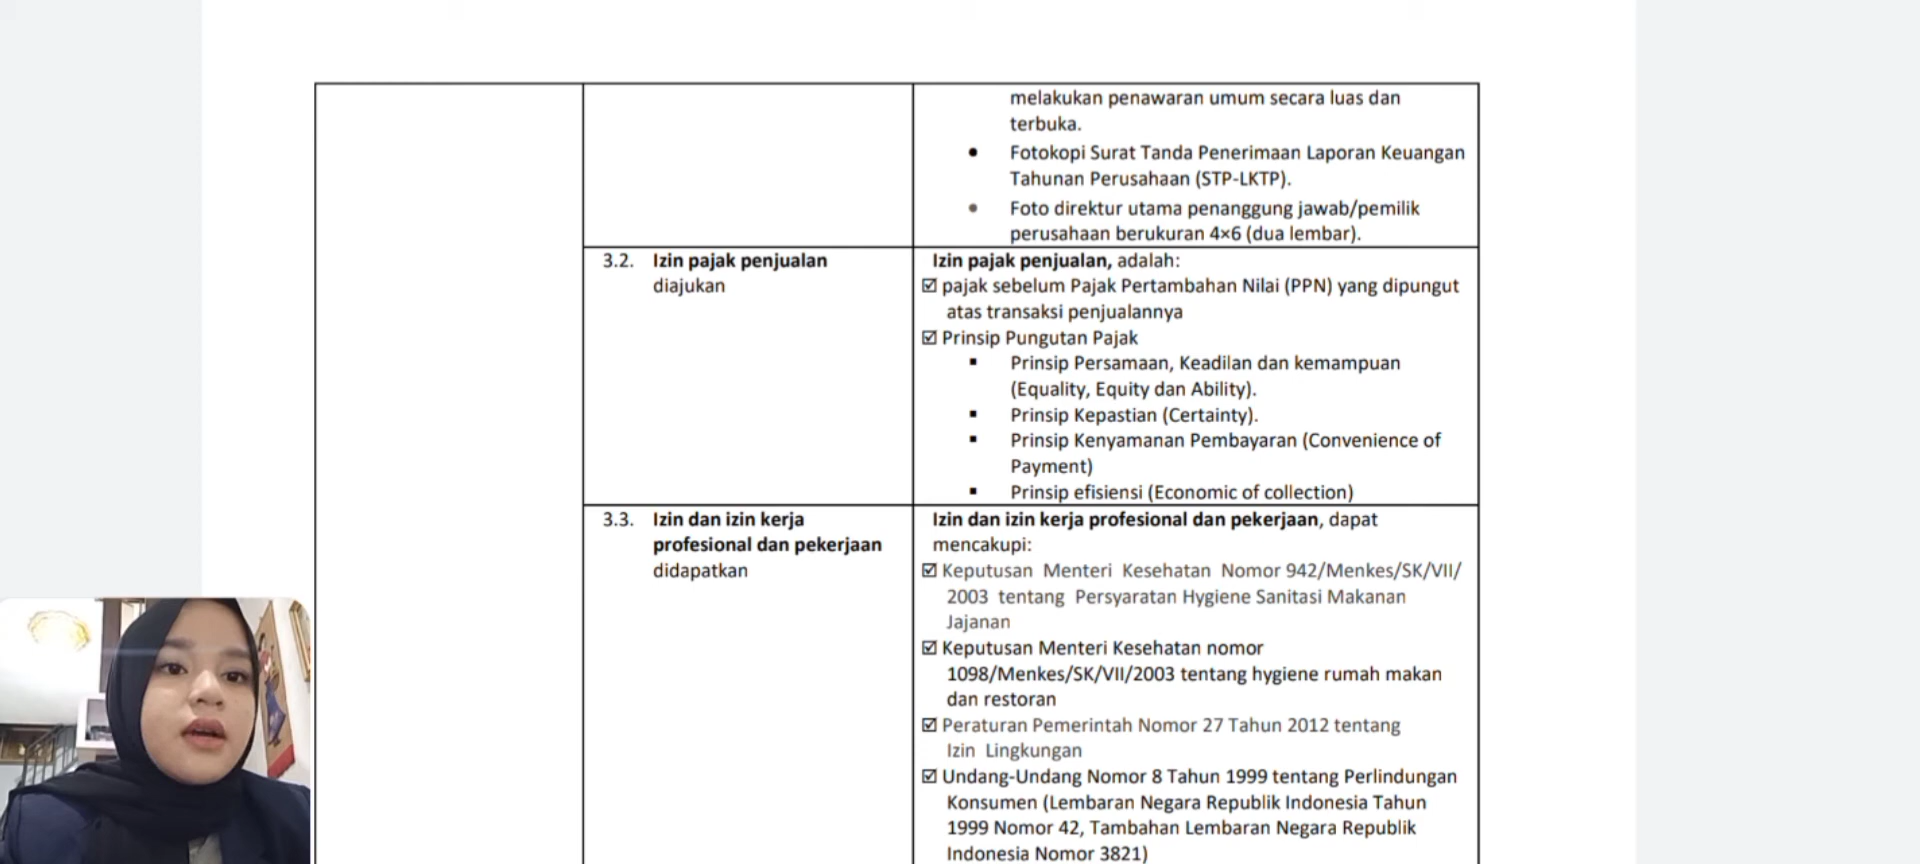 melakukan penawaran umum secara luas dan
terbuka.
● Fotokopi Surat Tanda Penerimaan Laporan Keuangan
Tahunan Perusahaan (STP-LKTP).
● Foto direktur utama penanggung jawab/pemilik
perusahaan berukuran 4×6 (dua lembar).
3.2. Izin pajak penjualan
diajukan
Izin pajak penjualan, adalah:
☑ pajak sebelum Pajak Pertambahan Nilai (PPN) yang dipungut
atas transaksi penjualannya
☑ Prinsip Pungutan Pajak
▪ Prinsip Persamaan, Keadilan dan kemampuan
(Equality, Equity dan Ability).
▪ Prinsip Kepastian (Certainty).
▪ Prinsip Kenyamanan Pembayaran (Convenience of
Payment)
▪ Prinsip efisiensi (Economic of collection)
3.3. Izin dan izin kerja
profesional dan pekerjaan
didapatkan
Izin dan izin kerja profesional dan pekerjaan, dapat
mencakupi:
☑ Keputusan Menteri Kesehatan Nomor 942/Menkes/SK/VII/
2003 tentang Persyaratan Hygiene Sanitasi Makanan
Jajanan
☑ Keputusan Menteri Kesehatan nomor
1098/Menkes/SK/VII/2003 tentang hygiene rumah makan
dan restoran
☑ Peraturan Pemerintah Nomor 27 Tahun 2012 tentang
Izin Lingkungan
☑ Undang-Undang Nomor 8 Tahun 1999 tentang Perlindungan
Konsumen (Lembaran Negara Republik Indonesia Tahun
1999 Nomor 42, Tambahan Lembaran Negara Republik
Indonesia Nomor 3821)